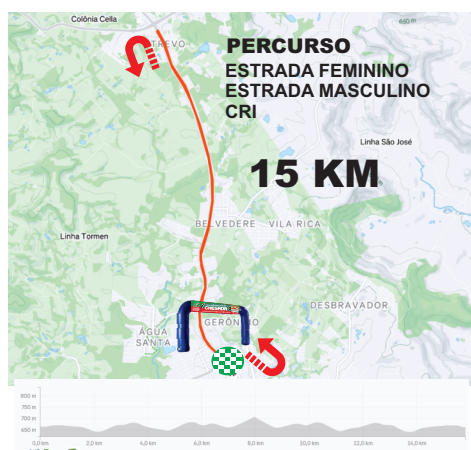 Colônia Cella
640 m
TREVO
PERCURSO
ESTRADA FEMININO
ESTRADA MASCULINO
CRI
Linha São José
15 KM
BELVEDERE
VILA RICA
Linha Tormen
DESBRAVADOR
GERÔNIMO
ÁGUA
SANTA
800 m
750 m
700 m
650 m
0,0 km
2,0 km
4,0 km
6,0 km
8,0 km
10,0 km
12,0 km
14,0 km